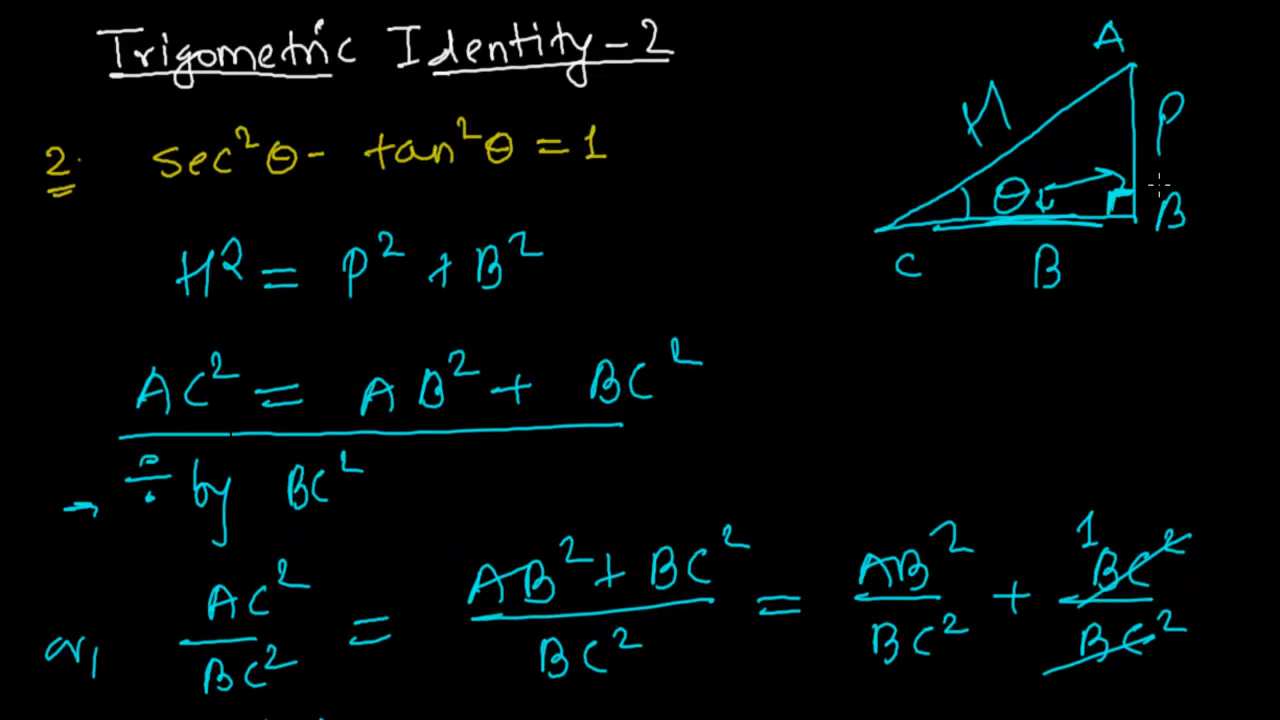 Trigometric Identity-2
2. sec²θ - tan²θ = 1
H² = P² + B²
AC² = AB² + BC²
→ ÷ by BC²
or, AC²/BC² = (AB² + BC²)/BC² = AB²/BC² + BC²/BC² 1
A
H
P
θ
B
C
B